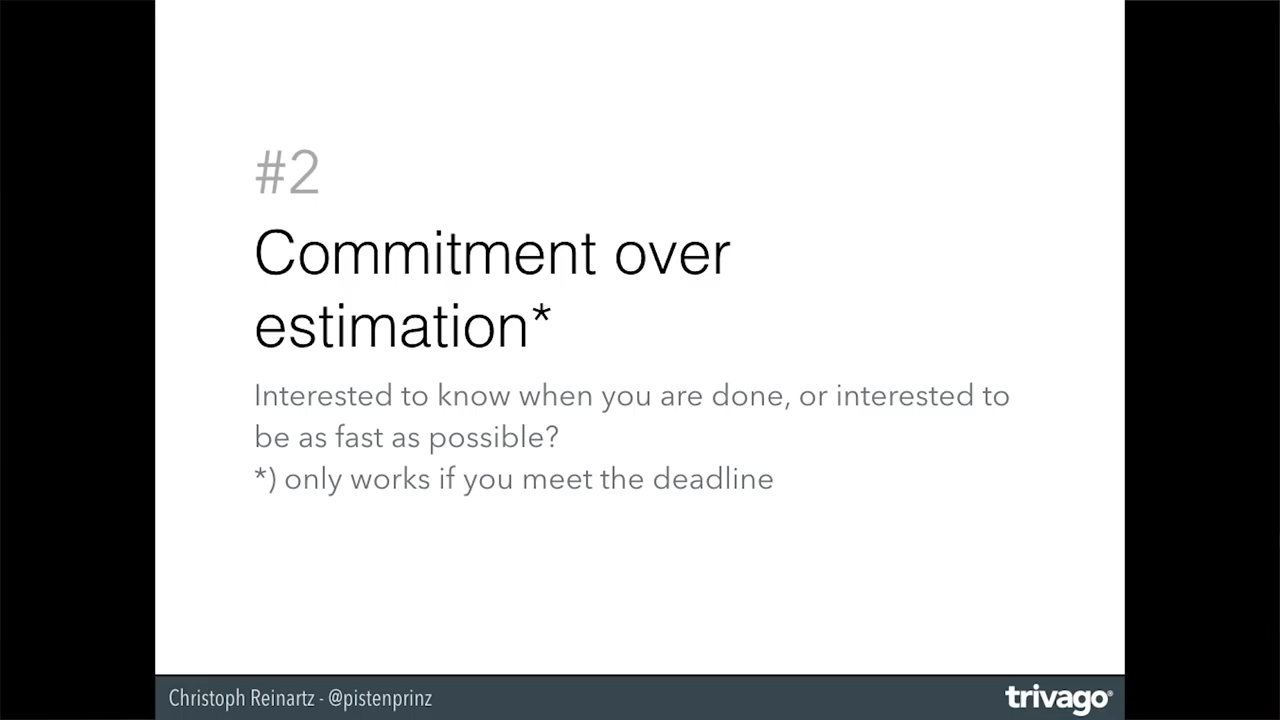 #2
Commitment over
estimation*
Interested to know when you are done, or interested to
be as fast as possible?
*) only works if you meet the deadline
Christoph Reinartz - @pistenprinz
trivago®